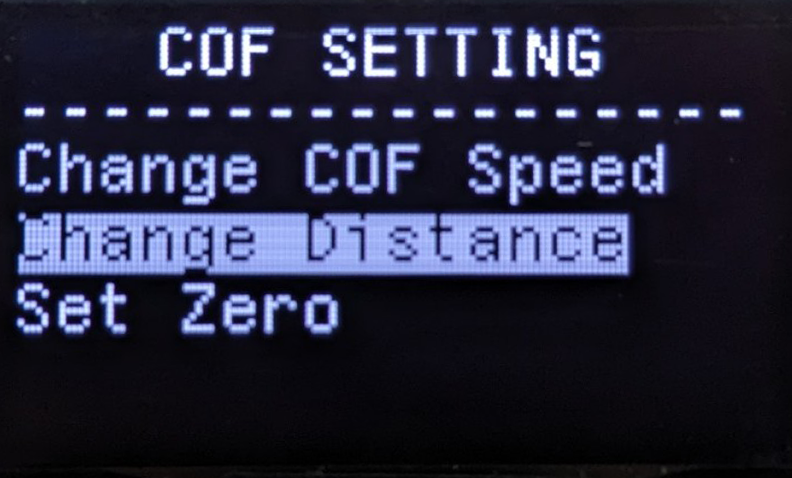 COF SETTING
------------------
Change COF Speed
Change Distance
Set Zero